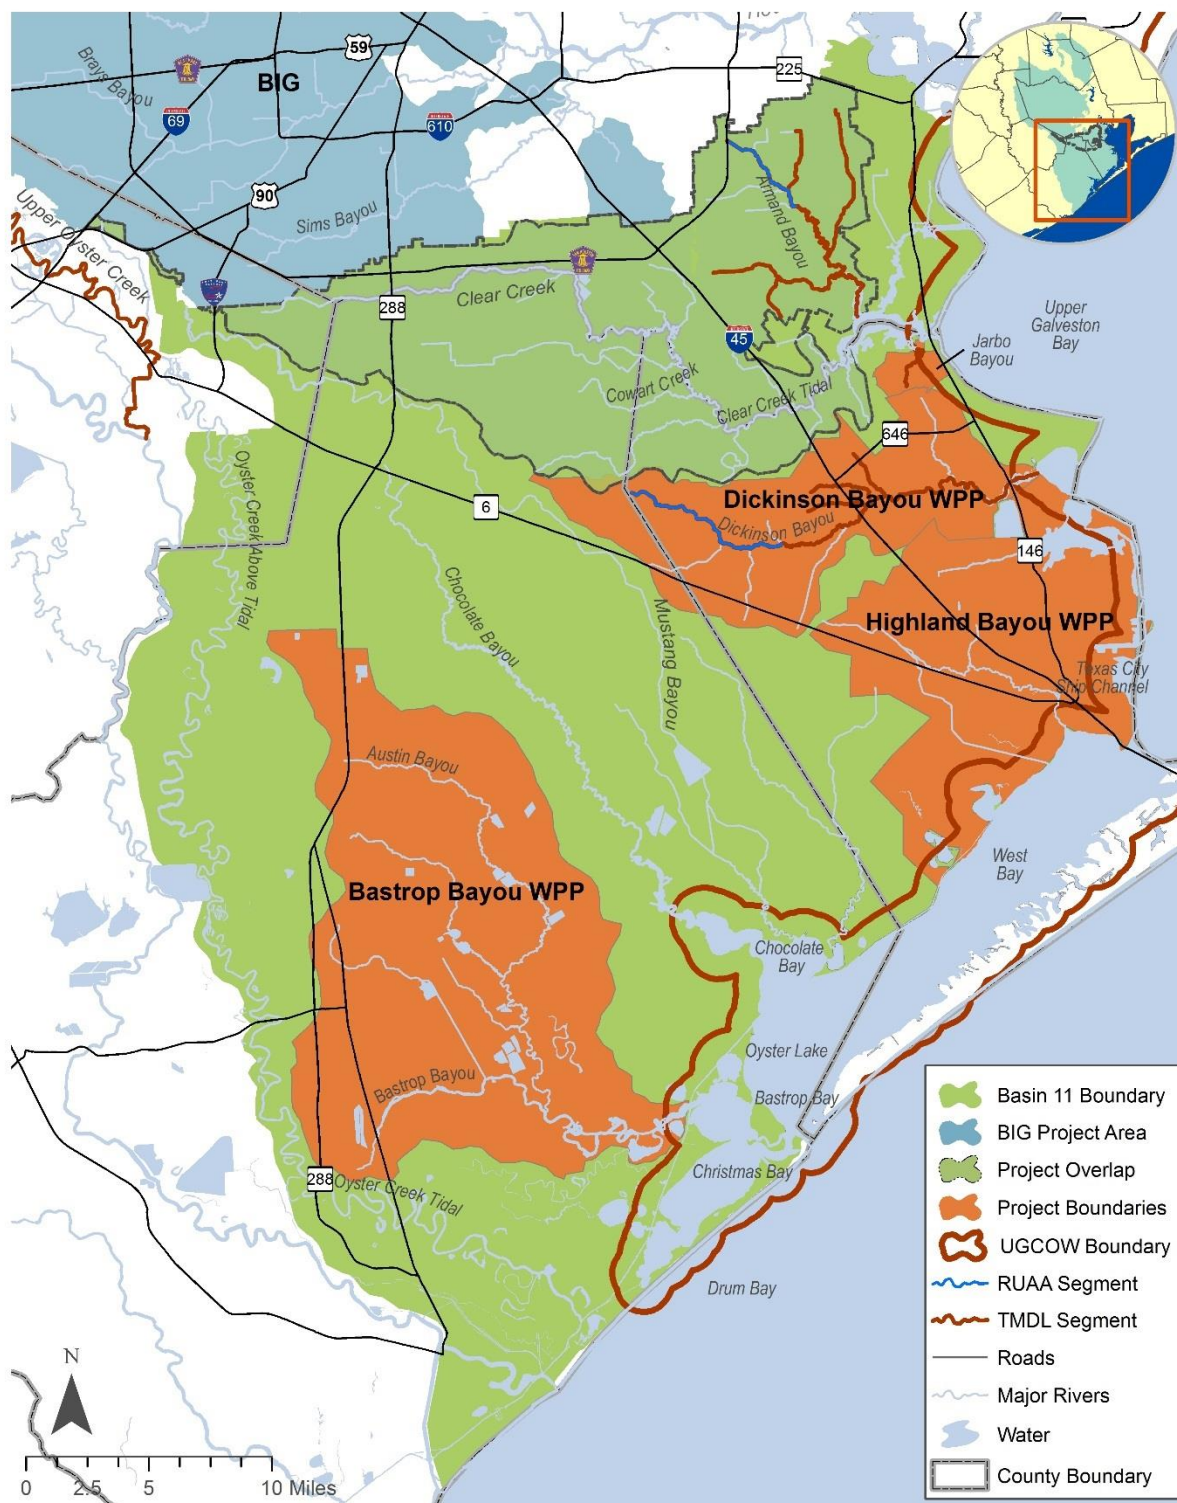 59
225
BIG
Brays Bayou
69
610
90
Sims Bayou
Armand Bayou
Upper Oyster Creek
Clear Creek
288
45
Upper
Galveston
Bay
Jarbo
Bayou
Cowart Creek
Clear Creek Tidal
646
Oyster Creek Above Tidal
6
Dickinson Bayou WPP
Dickinson Bayou
146
Chocolate Bayou
Mustang Bayou
Highland Bayou WPP
Texas City
Ship Channel
Austin Bayou
Bastrop Bayou WPP
West
Bay
Chocolate
Bay
Oyster Lake
Bastrop Bayou
Bastrop Bay
Christmas Bay
288
Oyster Creek Tidal
Drum Bay
Basin 11 Boundary
BIG Project Area
Project Overlap
Project Boundaries
UGCOW Boundary
RUAA Segment
TMDL Segment
Roads
Major Rivers
Water
County Boundary
N
0 2.5 5 10 Miles